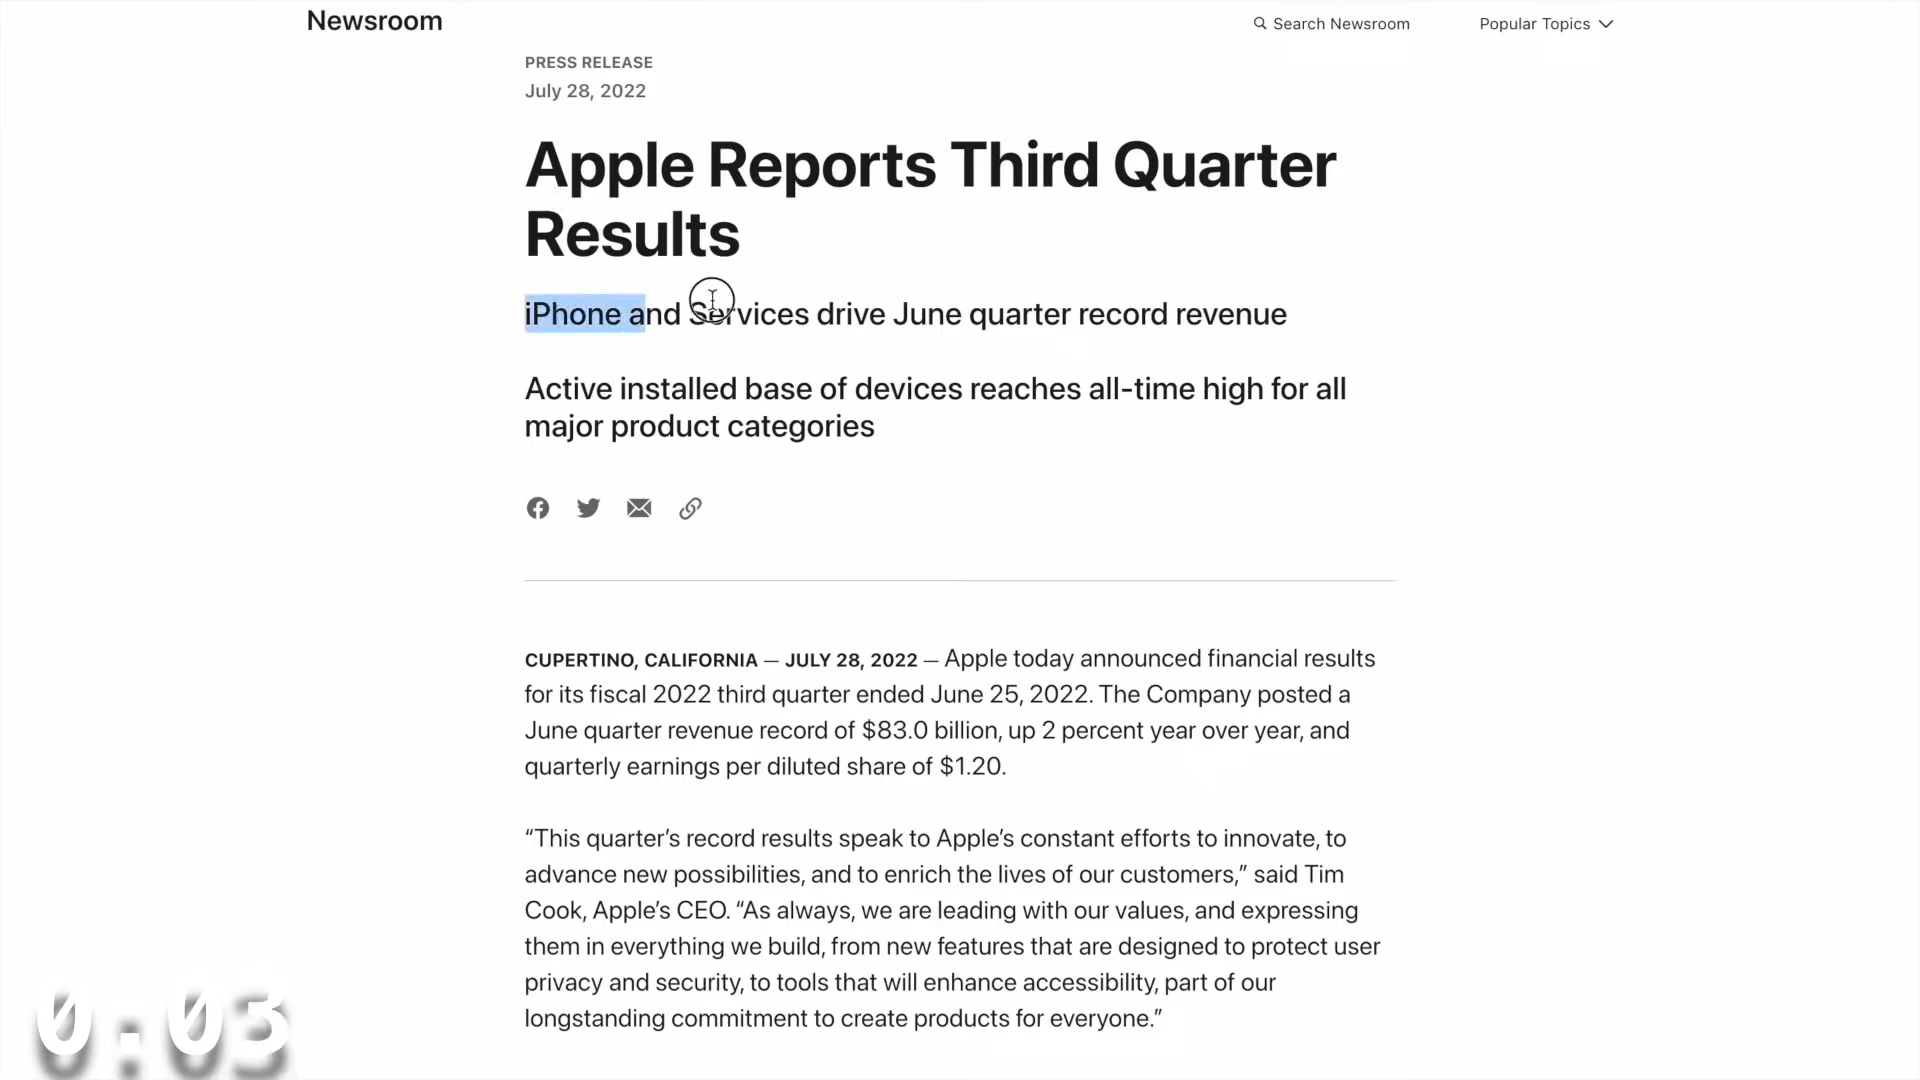 Newsroom
Search Newsroom
Popular Topics
PRESS RELEASE
July 28, 2022
Apple Reports Third Quarter
Results
iPhone and Services drive June quarter record revenue
Active installed base of devices reaches all-time high for all
major product categories
CUPERTINO, CALIFORNIA — JULY 28, 2022 — Apple today announced financial results
for its fiscal 2022 third quarter ended June 25, 2022. The Company posted a
June quarter revenue record of $83.0 billion, up 2 percent year over year, and
quarterly earnings per diluted share of $1.20.
“This quarter’s record results speak to Apple’s constant efforts to innovate, to
advance new possibilities, and to enrich the lives of our customers,” said Tim
Cook, Apple’s CEO. “As always, we are leading with our values, and expressing
them in everything we build, from new features that are designed to protect user
privacy and security, to tools that will enhance accessibility, part of our
longstanding commitment to create products for everyone.”
0:03